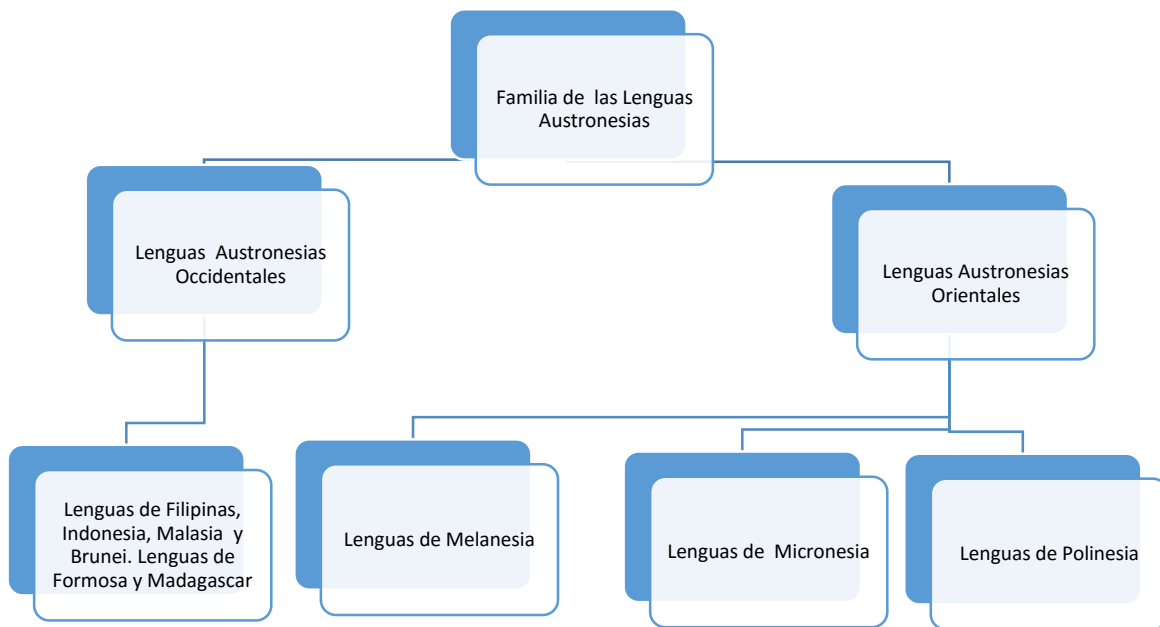 Familia de las Lenguas
Austronesias
Lenguas Austronesias
Occidentales
Lenguas Austronesias
Orientales
Lenguas de Filipinas,
Indonesia, Malasia y
Brunei. Lenguas de
Formosa y Madagascar
Lenguas de Melanesia
Lenguas de Micronesia
Lenguas de Polinesia